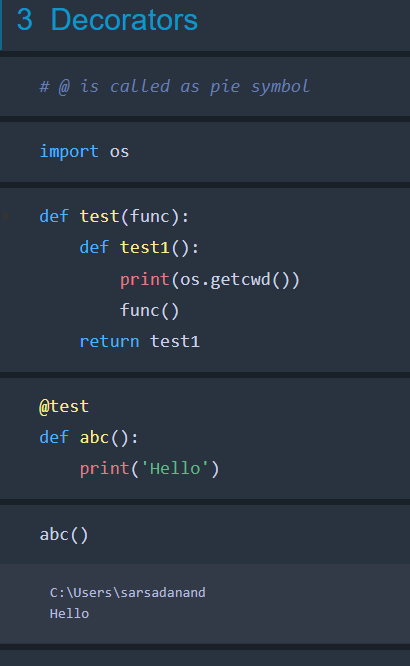 3 Decorators
# @ is called as pie symbol
import os
def test(func):
    def test1():
        print(os.getcwd())
        func()
    return test1
@test
def abc():
    print('Hello')
abc()
C:\Users\sarsadanand
Hello